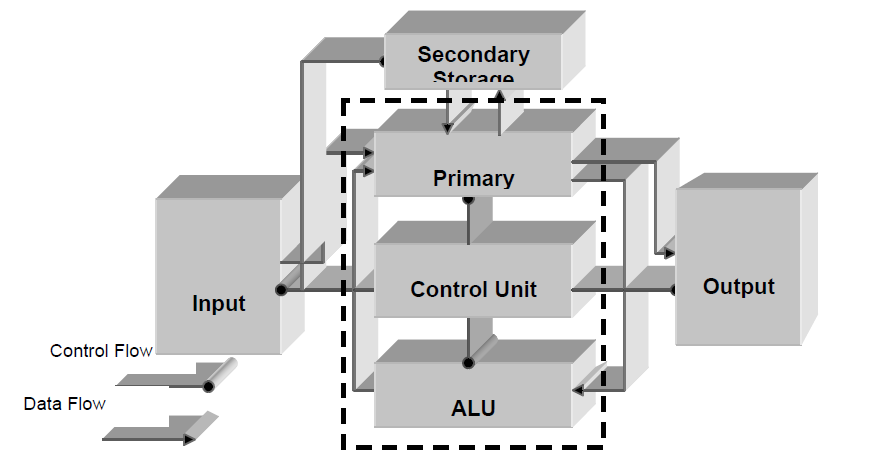 Secondary
Storage
Primary
Control Unit
Input
Output
Control Flow
ALU
Data Flow